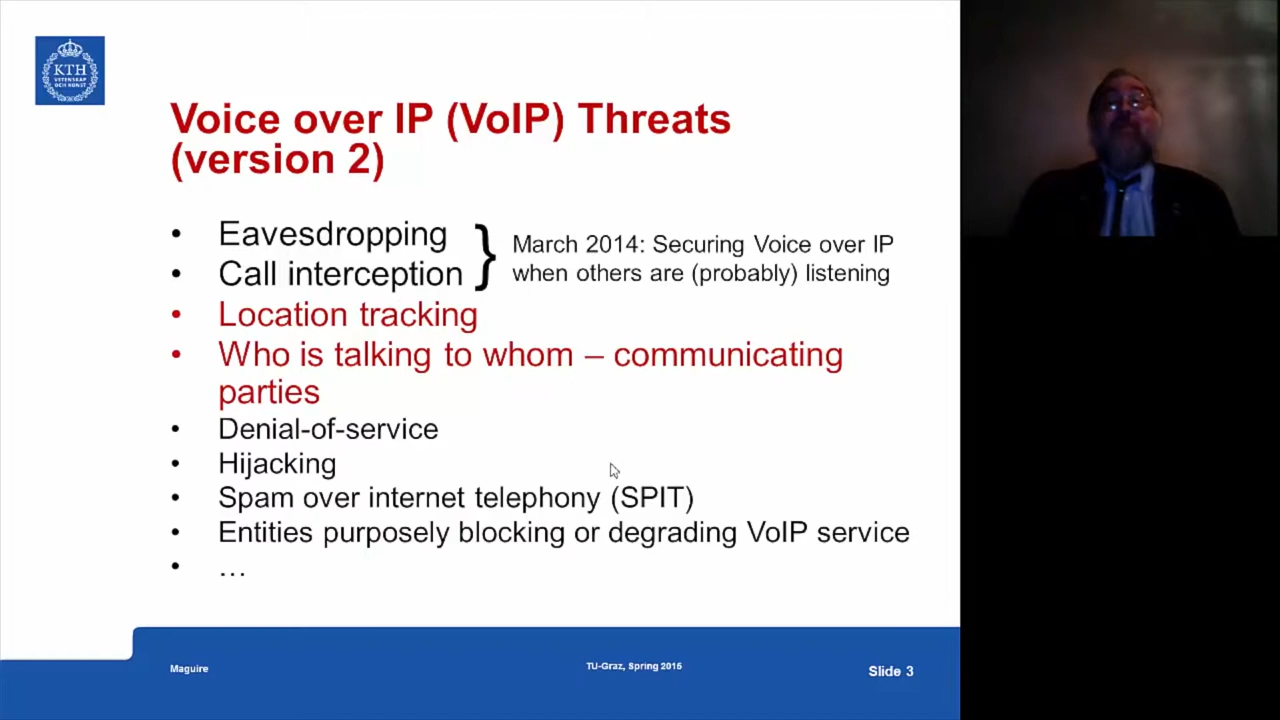 KTH
VETENSKAP
OCH KONST
Voice over IP (VoIP) Threats
(version 2)
• Eavesdropping
• Call interception
}
March 2014: Securing Voice over IP
when others are (probably) listening
• Location tracking
• Who is talking to whom – communicating
parties
• Denial-of-service
• Hijacking
• Spam over internet telephony (SPIT)
• Entities purposely blocking or degrading VoIP service
• …
Maguire
TU-Graz, Spring 2015
Slide 3